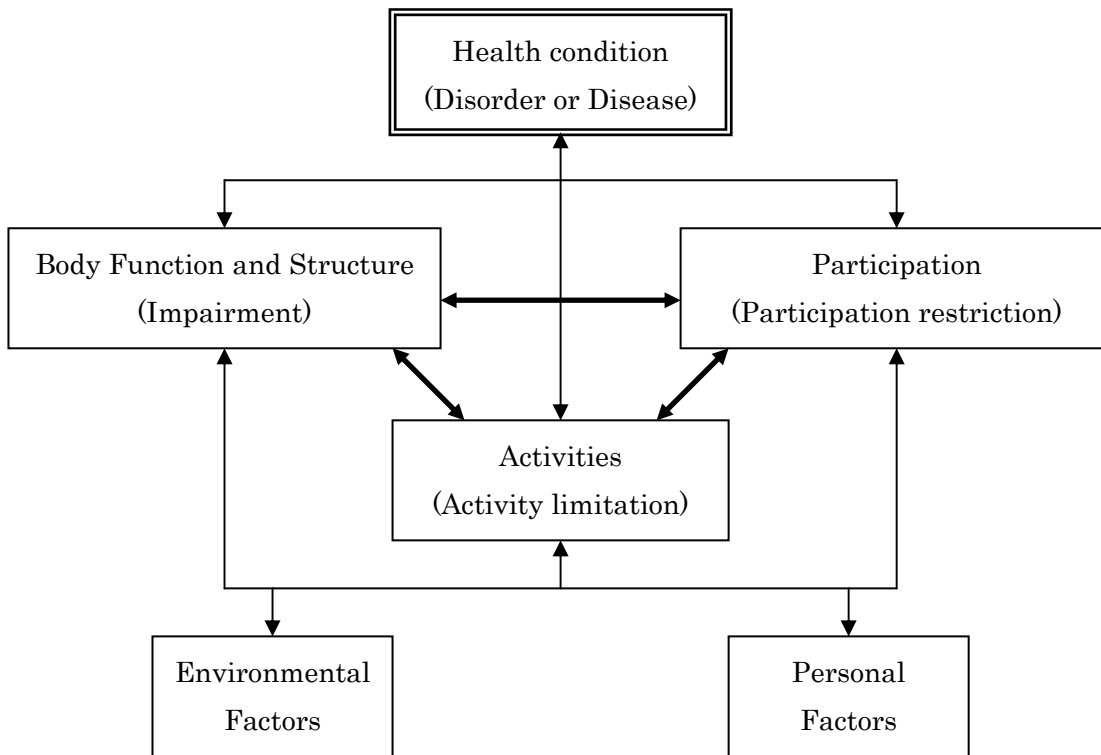 Health condition
(Disorder or Disease)
Body Function and Structure
(Impairment)
Participation
(Participation restriction)
Activities
(Activity limitation)
Environmental
Factors
Personal
Factors